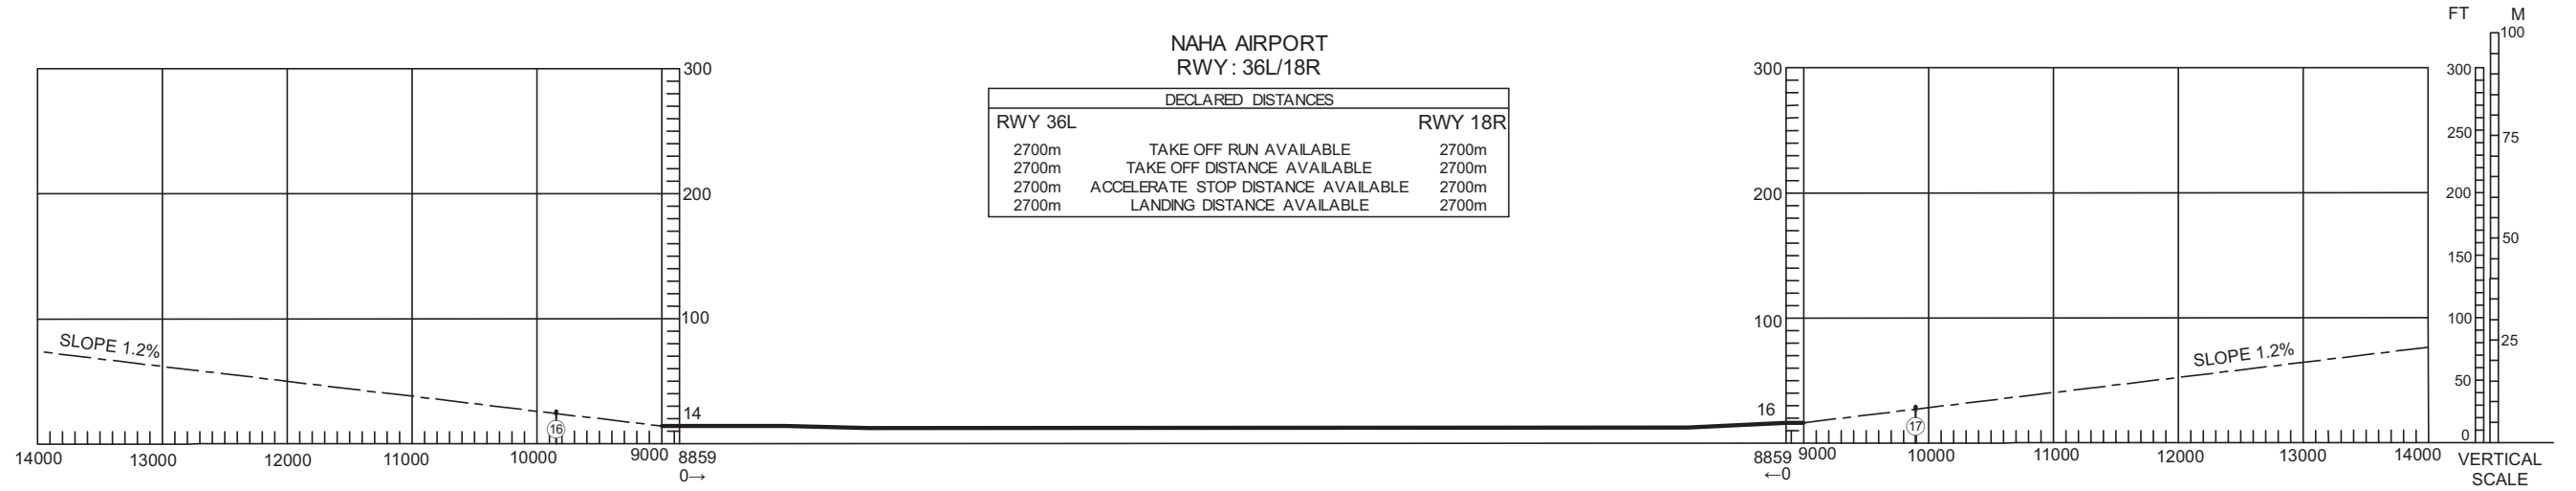 NAHA AIRPORT
RWY: 36L/18R
DECLARED DISTANCES
RWY 36L RWY 18R
2700m TAKE OFF RUN AVAILABLE 2700m
2700m TAKE OFF DISTANCE AVAILABLE 2700m
2700m ACCELERATE STOP DISTANCE AVAILABLE 2700m
2700m LANDING DISTANCE AVAILABLE 2700m
300
200
100
14
SLOPE 1.2%
16
14000 13000 12000 11000 10000 9000 8859
0→
300
200
100
16
SLOPE 1.2%
17
8859 9000 10000 11000 12000 13000 14000
←0
FT M
100
300
250 75
200
50
150
100
25
50
0
VERTICAL
SCALE